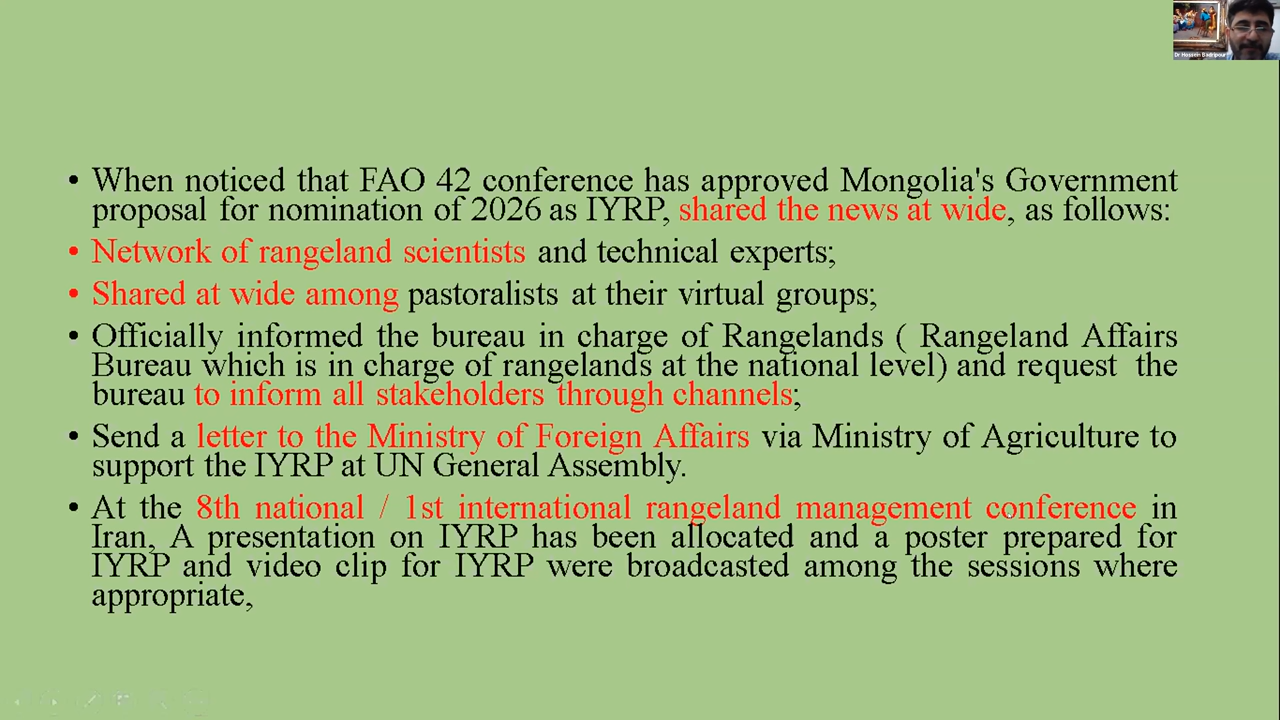 Dr Hossein Badripour
• When noticed that FAO 42 conference has approved Mongolia's Government
proposal for nomination of 2026 as IYRP, shared the news at wide, as follows:
• Network of rangeland scientists and technical experts;
• Shared at wide among pastoralists at their virtual groups;
• Officially informed the bureau in charge of Rangelands ( Rangeland Affairs
Bureau which is in charge of rangelands at the national level) and request the
bureau to inform all stakeholders through channels;
• Send a letter to the Ministry of Foreign Affairs via Ministry of Agriculture to
support the IYRP at UN General Assembly.
• At the 8th national / 1st international rangeland management conference in
Iran, A presentation on IYRP has been allocated and a poster prepared for
IYRP and video clip for IYRP were broadcasted among the sessions where
appropriate,